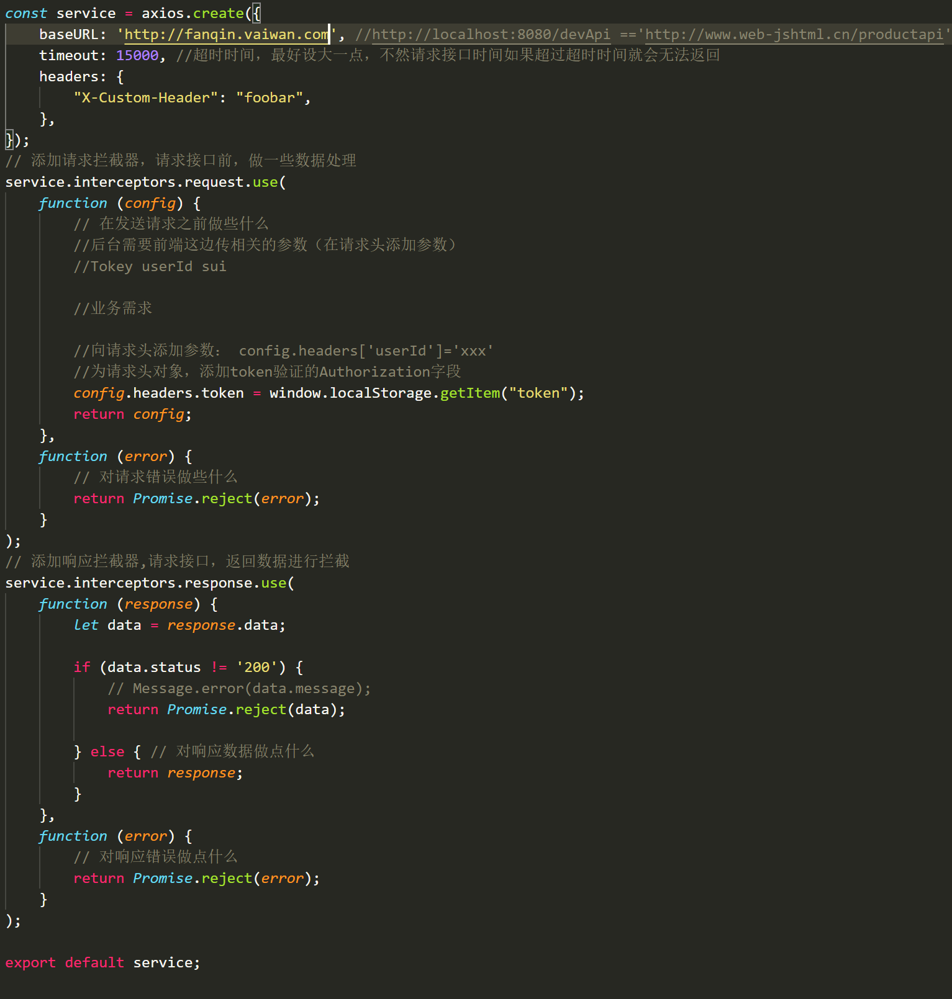 const service = axios.create({
    baseURL: 'http://fanqin.vaiwan.com', //http://localhost:8080/devApi =='http://www.web-jshtml.cn/productapi'
    timeout: 15000, //超时时间，最好设大一点，不然请求接口时间如果超过超时时间就会无法返回
    headers: {
        "X-Custom-Header": "foobar",
    },
});
// 添加请求拦截器，请求接口前，做一些数据处理
service.interceptors.request.use(
    function (config) {
        // 在发送请求之前做些什么
        //后台需要前端这边传相关的参数（在请求头添加参数）
        //Tokey userId sui

        //业务需求

        //向请求头添加参数： config.headers['userId']='xxx'
        //为请求头对象，添加token验证的Authorization字段
        config.headers.token = window.localStorage.getItem("token");
        return config;
    },
    function (error) {
        // 对请求错误做些什么
        return Promise.reject(error);
    }
);
// 添加响应拦截器,请求接口，返回数据进行拦截
service.interceptors.response.use(
    function (response) {
        let data = response.data;

        if (data.status != '200') {
            // Message.error(data.message);
            return Promise.reject(data);

        } else { // 对响应数据做点什么
            return response;
        }
    },
    function (error) {
        // 对响应错误做点什么
        return Promise.reject(error);
    }
);

export default service;